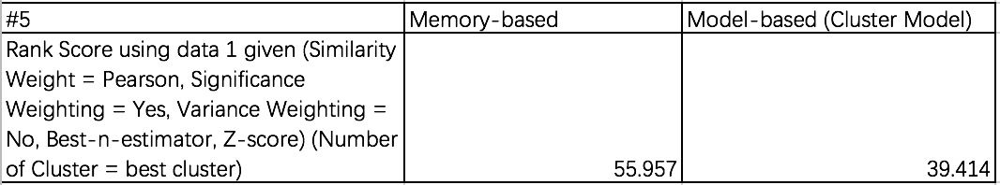 #5 Memory-based Model-based (Cluster Model)
Rank Score using data 1 given (Similarity
Weight = Pearson, Significance
Weighting = Yes, Variance Weighting =
No, Best-n-estimator, Z-score) (Number
of Cluster = best cluster) 55.957 39.414